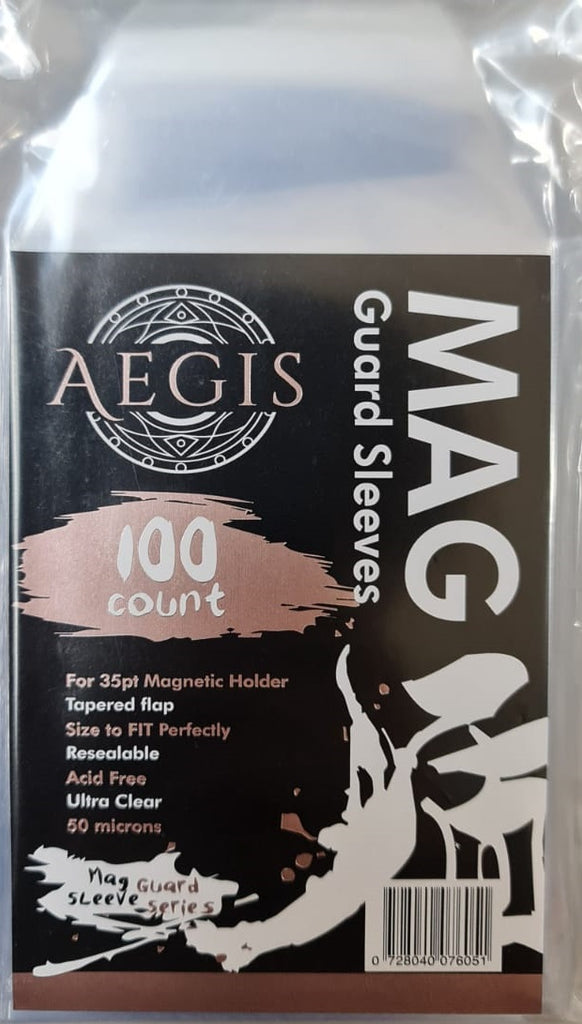 AEGIS
MAG
Guard Sleeves
100
count
For 35pt Magnetic Holder
Tapered flap
Size to FIT Perfectly
Resealable
Acid Free
Ultra Clear
50 microns
Mag Guard
Sleeve Series
0 728040 076051